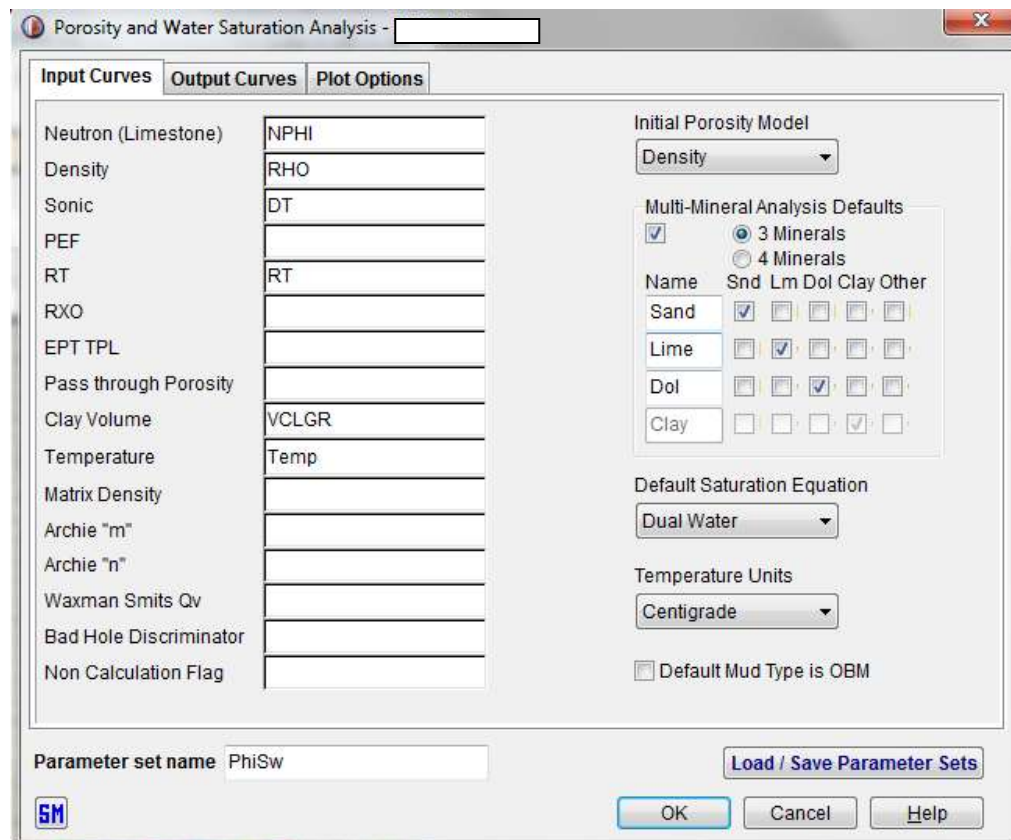 Porosity and Water Saturation Analysis -
Input Curves Output Curves Plot Options
Neutron (Limestone) NPHI
Density RHO
Sonic DT
PEF
RT RT
RXO
EPT TPL
Pass through Porosity
Clay Volume VCLGR
Temperature Temp
Matrix Density
Archie "m"
Archie "n"
Waxman Smits Qv
Bad Hole Discriminator
Non Calculation Flag
Initial Porosity Model
Density
Multi-Mineral Analysis Defaults
3 Minerals
4 Minerals
Name Snd Lm Dol Clay Other
Sand
Lime
Dol
Clay
Default Saturation Equation
Dual Water
Temperature Units
Centigrade
Default Mud Type is OBM
Parameter set name PhiSw
Load / Save Parameter Sets
SM OK Cancel Help